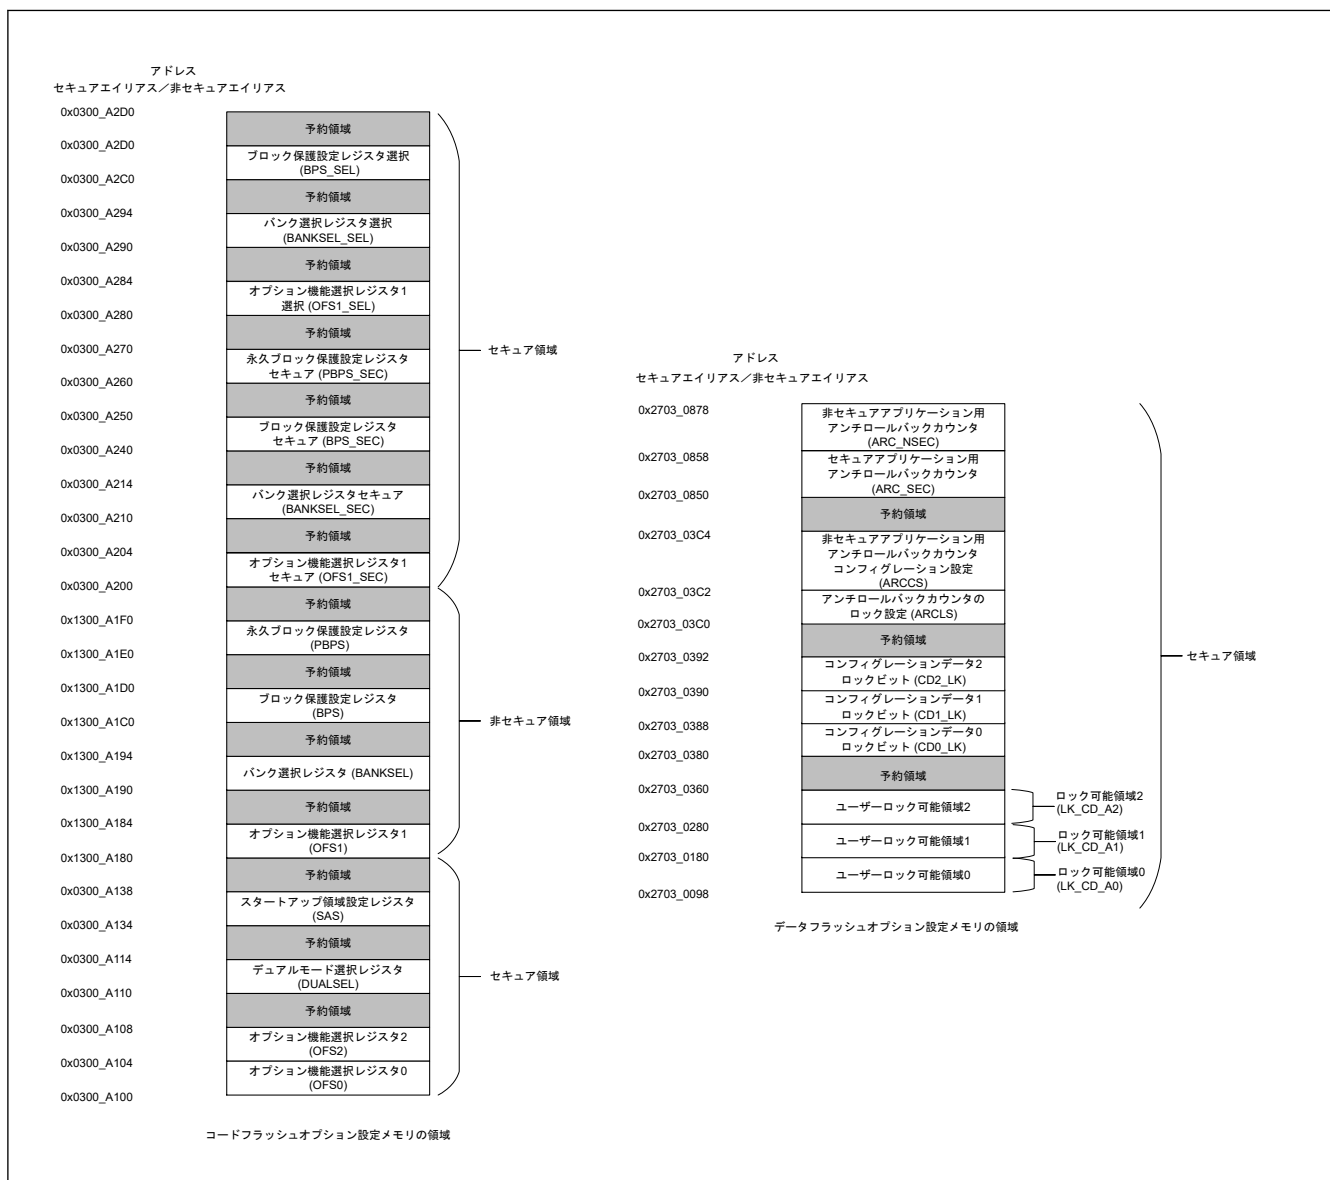 アドレス
セキュアエイリアス／非セキュアエイリアス
0x0300_A2D0
予約領域
0x0300_A2D0
ブロック保護設定レジスタ選択
(BPS_SEL)
0x0300_A2C0
予約領域
0x0300_A294
バンク選択レジスタ選択
(BANKSEL_SEL)
0x0300_A290
予約領域
0x0300_A284
オプション機能選択レジスタ1
選択 (OFS1_SEL)
0x0300_A280
予約領域
0x0300_A270
永久ブロック保護設定レジスタ
セキュア (PBPS_SEC)
0x0300_A260
予約領域
0x0300_A250
ブロック保護設定レジスタ
セキュア (BPS_SEC)
0x0300_A240
予約領域
0x0300_A214
バンク選択レジスタセキュア
(BANKSEL_SEC)
0x0300_A210
予約領域
0x0300_A204
オプション機能選択レジスタ1
セキュア (OFS1_SEC)
0x0300_A200
セキュア領域
予約領域
0x1300_A1F0
永久ブロック保護設定レジスタ
(PBPS)
0x1300_A1E0
予約領域
0x1300_A1D0
ブロック保護設定レジスタ
(BPS)
0x1300_A1C0
予約領域
0x1300_A194
バンク選択レジスタ (BANKSEL)
0x1300_A190
予約領域
0x1300_A184
オプション機能選択レジスタ1
(OFS1)
0x1300_A180
非セキュア領域
予約領域
0x0300_A138
スタートアップ領域設定レジスタ
(SAS)
0x0300_A134
予約領域
0x0300_A114
デュアルモード選択レジスタ
(DUALSEL)
0x0300_A110
予約領域
0x0300_A108
オプション機能選択レジスタ2
(OFS2)
0x0300_A104
オプション機能選択レジスタ0
(OFS0)
0x0300_A100
セキュア領域
コードフラッシュオプション設定メモリの領域
アドレス
セキュアエイリアス／非セキュアエイリアス
0x2703_0878
非セキュアアプリケーション用
アンチロールバックカウンタ
(ARC_NSEC)
0x2703_0858
セキュアアプリケーション用
アンチロールバックカウンタ
(ARC_SEC)
0x2703_0850
予約領域
0x2703_03C4
非セキュアアプリケーション用
アンチロールバックカウンタ
コンフィグレーション設定
(ARCCS)
0x2703_03C2
アンチロールバックカウンタの
ロック設定 (ARCLS)
0x2703_03C0
予約領域
0x2703_0392
コンフィグレーションデータ2
ロックビット (CD2_LK)
0x2703_0390
コンフィグレーションデータ1
ロックビット (CD1_LK)
0x2703_0388
コンフィグレーションデータ0
ロックビット (CD0_LK)
0x2703_0380
予約領域
0x2703_0360
ユーザーロック可能領域2
ロック可能領域2
(LK_CD_A2)
0x2703_0280
ユーザーロック可能領域1
ロック可能領域1
(LK_CD_A1)
0x2703_0180
ユーザーロック可能領域0
ロック可能領域0
(LK_CD_A0)
0x2703_0098
セキュア領域
データフラッシュオプション設定メモリの領域